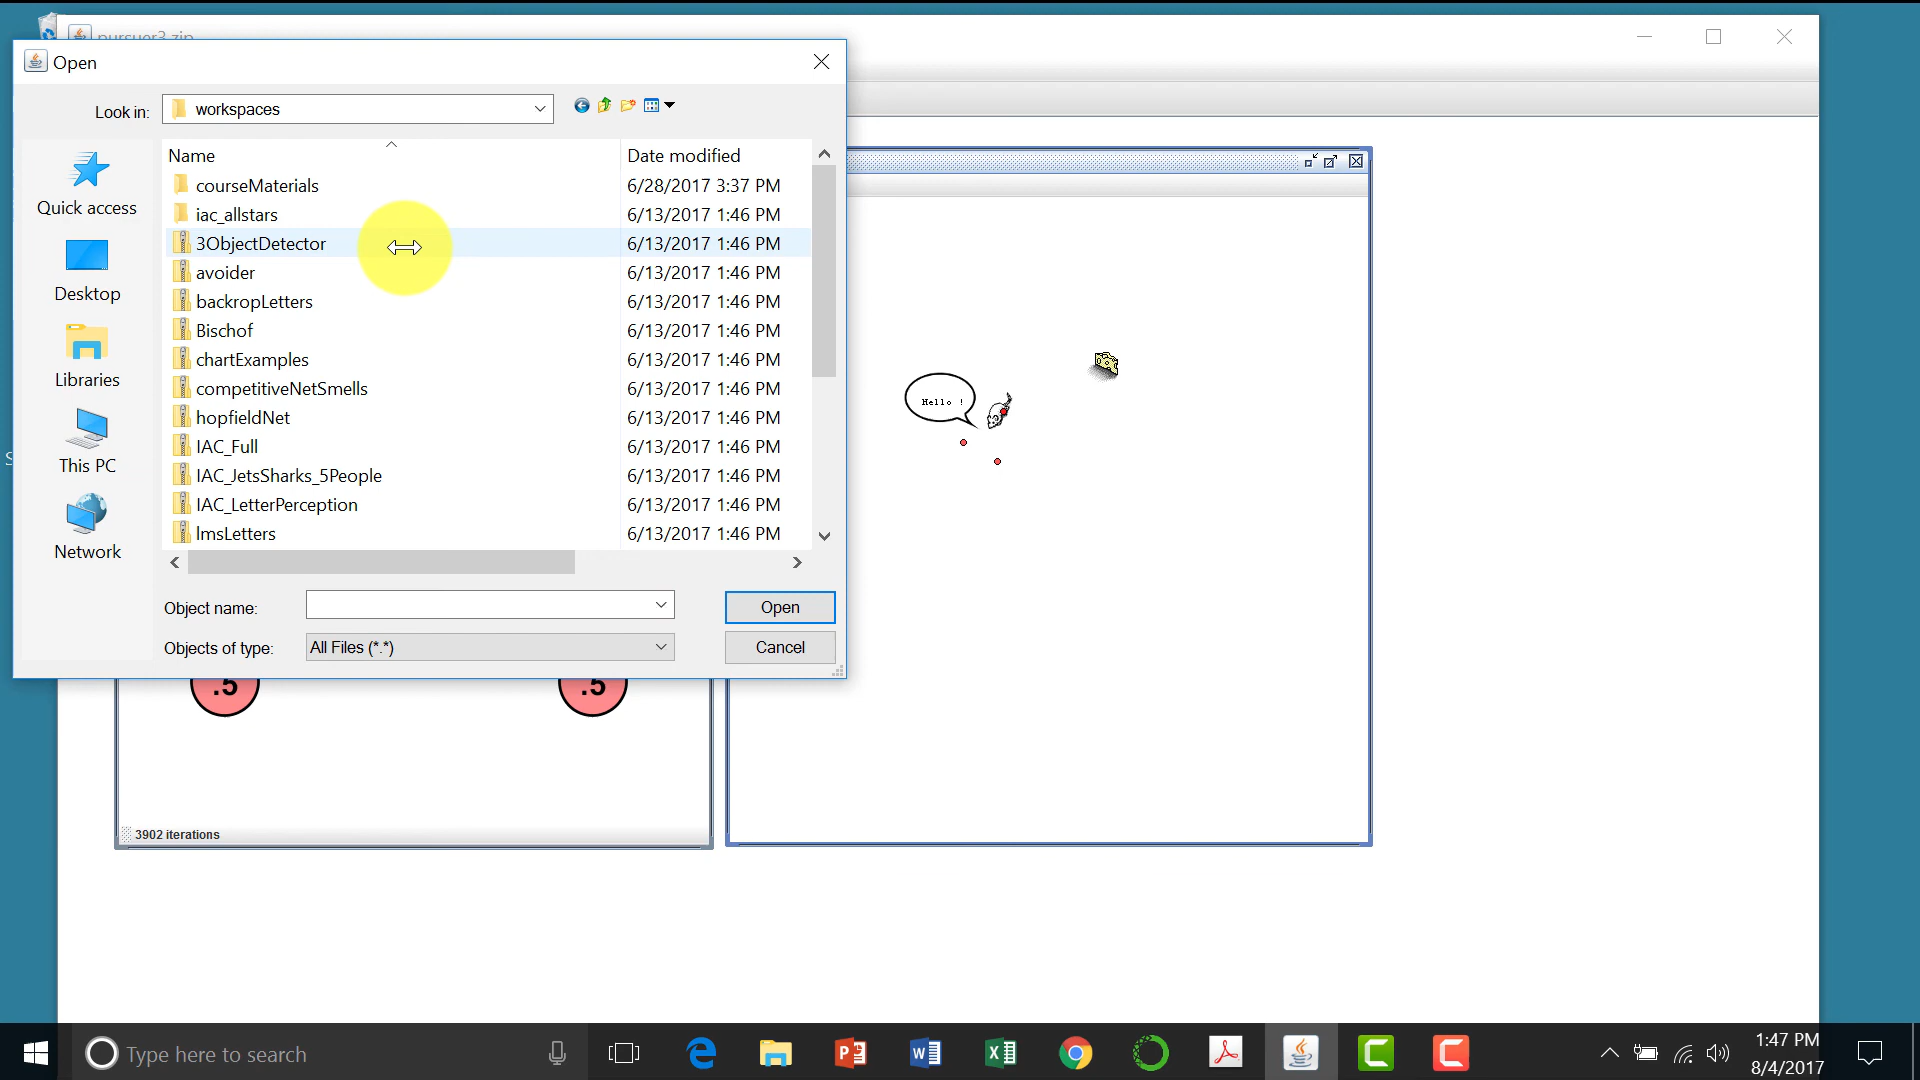 pursuer3.zip
Open
Look in:
workspaces
Name
Date modified
courseMaterials 6/28/2017 3:37 PM
iac_allstars 6/13/2017 1:46 PM
3ObjectDetector 6/13/2017 1:46 PM
avoider 6/13/2017 1:46 PM
backropLetters 6/13/2017 1:46 PM
Bischof 6/13/2017 1:46 PM
chartExamples 6/13/2017 1:46 PM
competitiveNetSmells 6/13/2017 1:46 PM
hopfieldNet 6/13/2017 1:46 PM
IAC_Full 6/13/2017 1:46 PM
IAC_JetsSharks_5People 6/13/2017 1:46 PM
IAC_LetterPerception 6/13/2017 1:46 PM
lmsLetters 6/13/2017 1:46 PM
Quick access
Desktop
Libraries
This PC
Network
Object name:
Open
Objects of type:
All Files (*.*)
Cancel
Hello !
.5 .5
3902 iterations
S
Type here to search
1:47 PM
8/4/2017